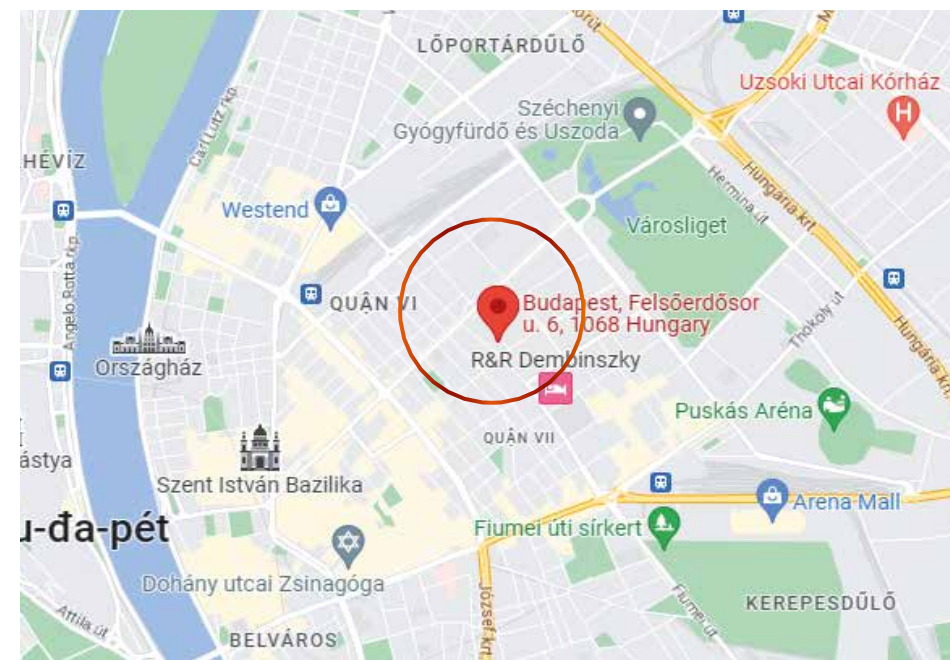 LŐPORTÁRDŰLŐ
Uzsoki Utcai Kórház
Széchenyi
Gyógyfürdő és Uszoda
Carl Lutz rkp.
HÉVÍZ
Hungária krt.
Hermina út
Westend
Városliget
Angelo Rotta rkp.
QUẬN VI
Budapest, Felsőerdősor
u. 6, 1068 Hungary
Thököly út
Hungária krt.
Országház
R&R Dembinszky
Puskás Aréna
QUẬN VII
ástya
Szent István Bazilika
Arena Mall
u-đa-pét
Fiumei úti sírkert
Dohány utcai Zsinagóga
József krt.
Fiumei út
KEREPESDŰLŐ
Attila út
BELVÁROS